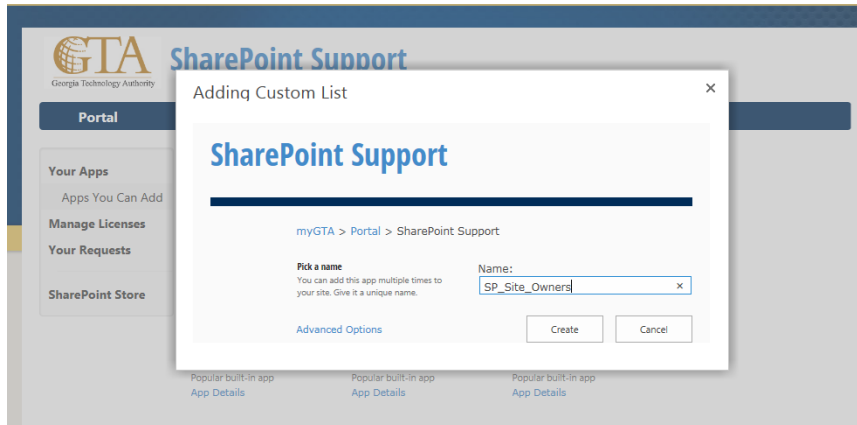 GTA
Georgia Technology Authority
SharePoint Support
Portal
Your Apps
Apps You Can Add
Manage Licenses
Your Requests
SharePoint Store
Adding Custom List
×
SharePoint Support
myGTA > Portal > SharePoint Support
Pick a name
You can add this app multiple times to
your site. Give it a unique name.
Name:
SP_Site_Owners ×
Advanced Options
Create
Cancel
Popular built-in app Popular built-in app Popular built-in app
App Details App Details App Details